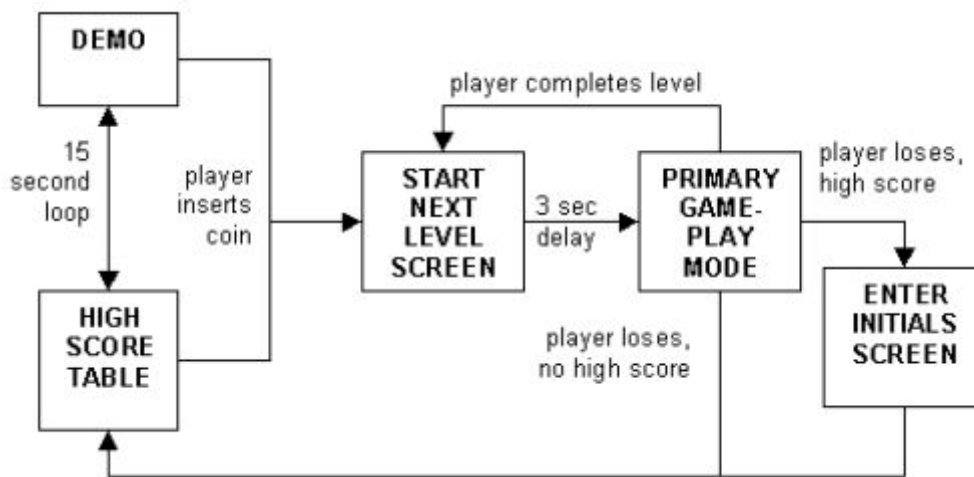 DEMO
15
second
loop
player
inserts
coin
HIGH
SCORE
TABLE
START
NEXT
LEVEL
SCREEN
player completes level
3 sec
delay
PRIMARY
GAME-
PLAY
MODE
player loses,
high score
player loses,
no high score
ENTER
INITIALS
SCREEN